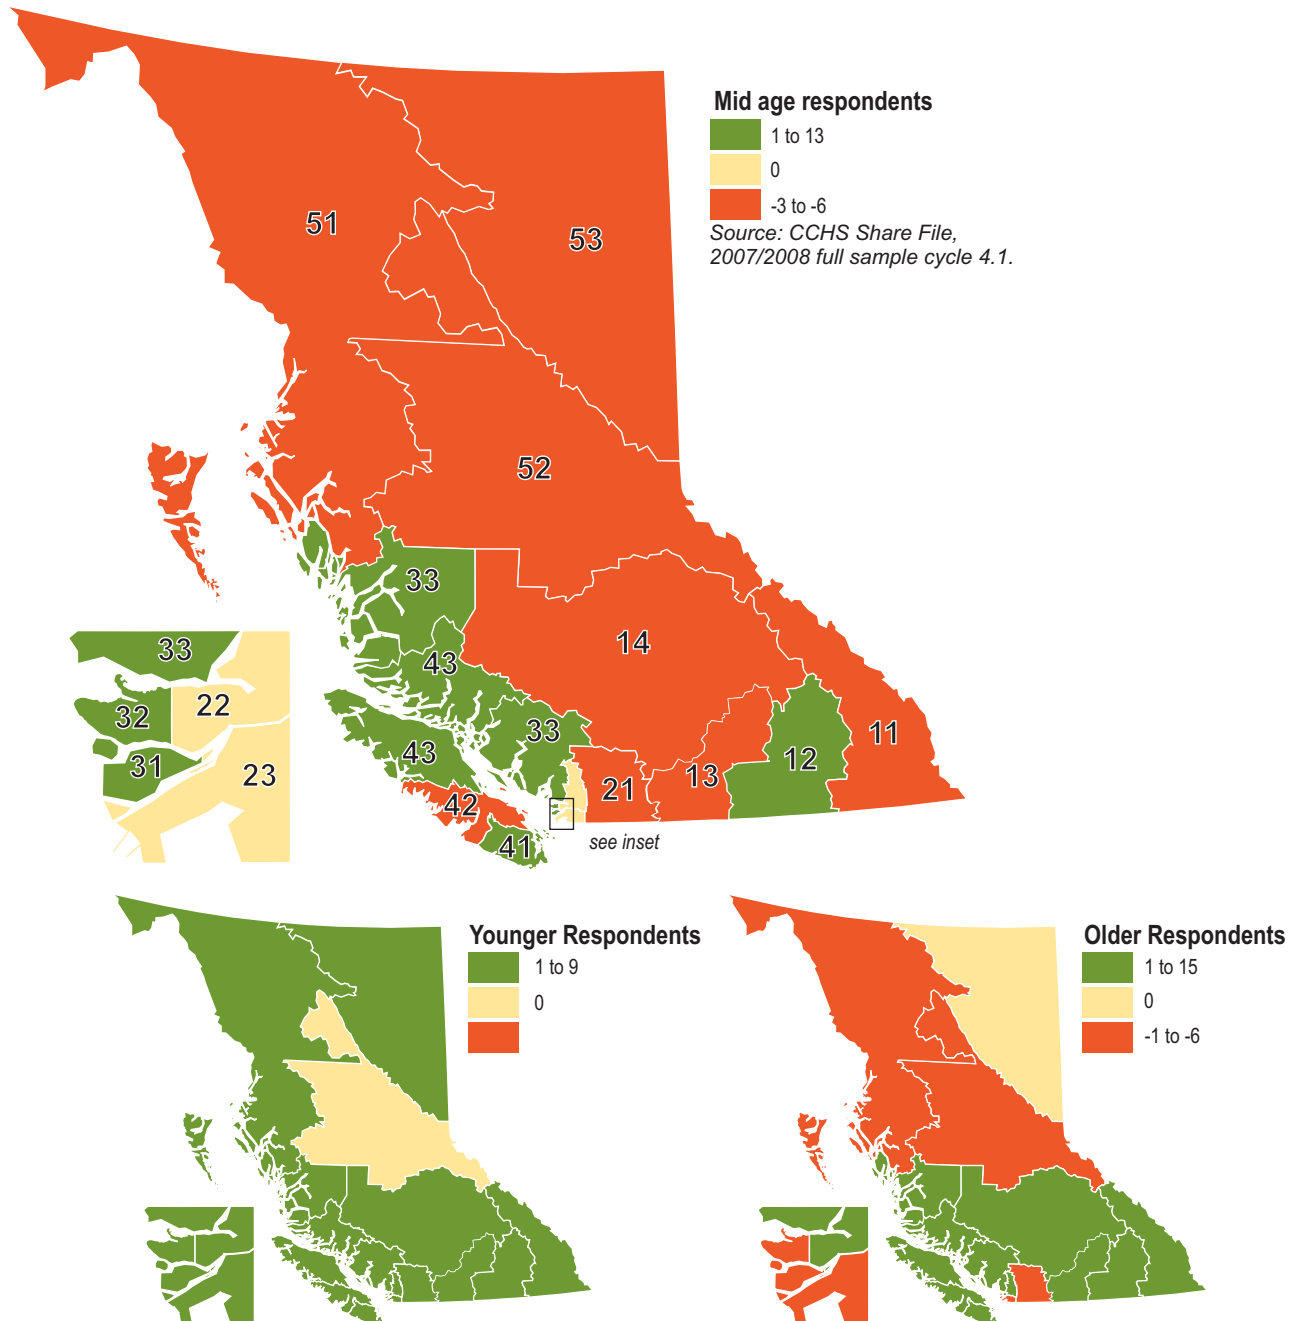 Mid age respondents
1 to 13
0
-3 to -6
Source: CCHS Share File,
2007/2008 full sample cycle 4.1.
51
53
52
33
14
43
33
32
22
31
23
33
43
42
41
21
13
12
11
see inset
Younger Respondents
1 to 9
0
Older Respondents
1 to 15
0
-1 to -6